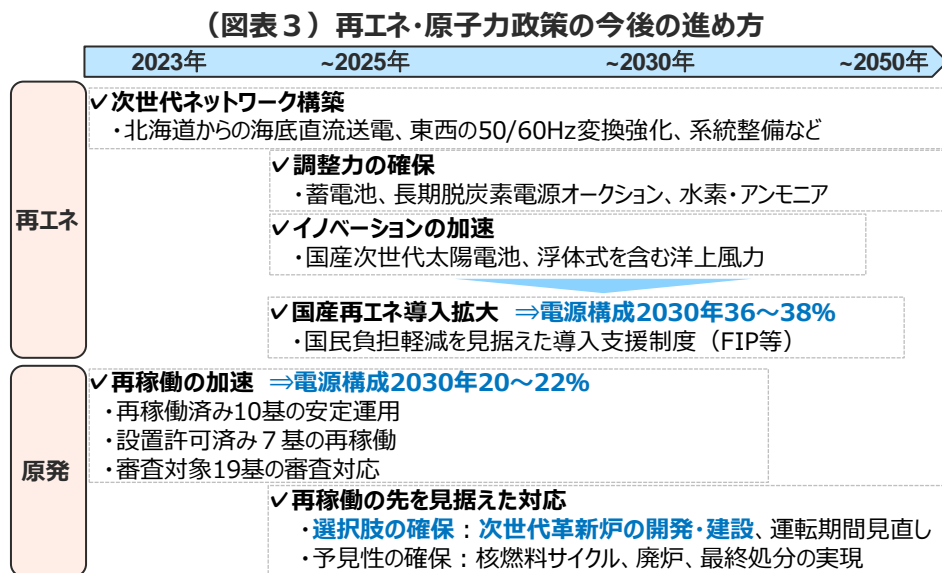 （図表３）再エネ・原子力政策の今後の進め方
2023年 ~2025年 ~2030年 ~2050年
再エネ
✓次世代ネットワーク構築
・北海道からの海底直流送電、東西の50/60Hz変換強化、系統整備など
✓調整力の確保
・蓄電池、長期脱炭素電源オークション、水素・アンモニア
✓イノベーションの加速
・国産次世代太陽電池、浮体式を含む洋上風力
✓国産再エネ導入拡大 ⇒電源構成2030年36～38%
・国民負担軽減を見据えた導入支援制度（FIP等）
原発
✓再稼働の加速 ⇒電源構成2030年20～22%
・再稼働済み10基の安定運用
・設置許可済み７基の再稼働
・審査対象19基の審査対応
✓再稼働の先を見据えた対応
・選択肢の確保：次世代革新炉の開発・建設、運転期間見直し
・予見性の確保：核燃料サイクル、廃炉、最終処分の実現